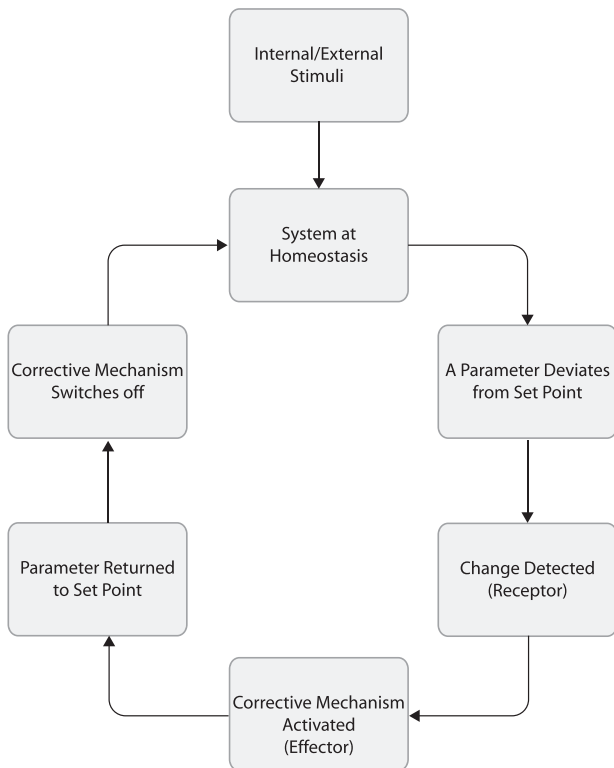 Internal/External
Stimuli
System at
Homeostasis
A Parameter Deviates
from Set Point
Change Detected
(Receptor)
Corrective Mechanism
Activated
(Effector)
Parameter Returned
to Set Point
Corrective Mechanism
Switches off